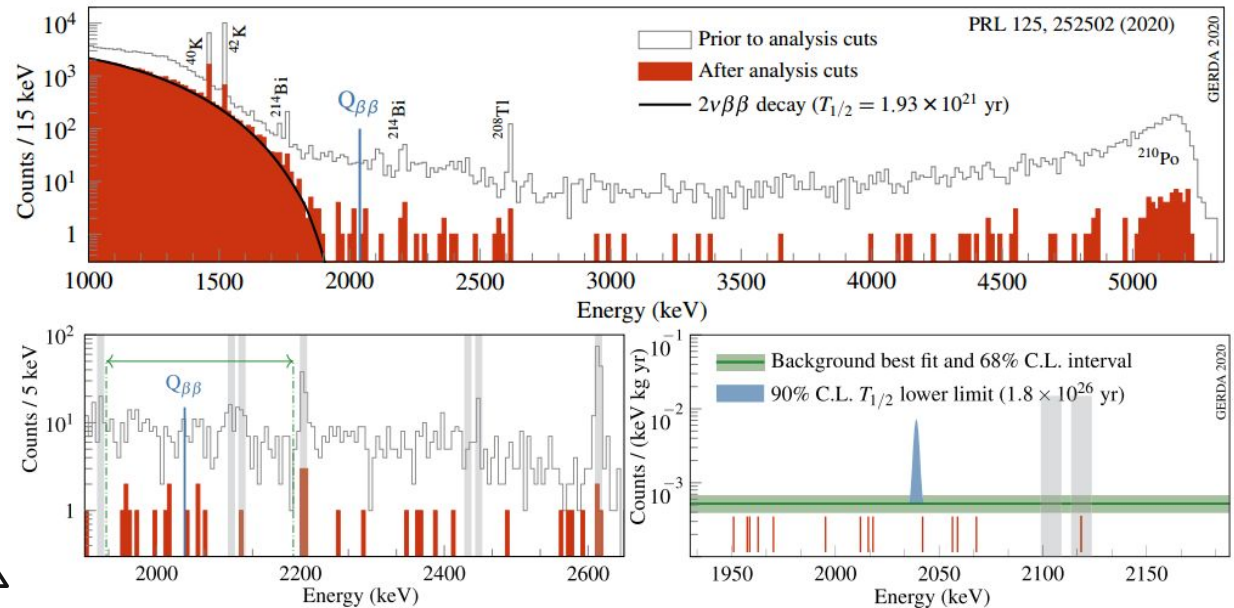 PRL 125, 252502 (2020)
GERDA 2020
Prior to analysis cuts
After analysis cuts
2νββ decay (T₁/₂ = 1.93 × 10²¹ yr)
⁴⁰K
⁴²K
²¹⁴Bi
Qββ
²¹⁴Bi
²⁰⁸Tl
²¹⁰Po
Counts / 15 keV
10⁴
10³
10²
10
1
1000 1500 2000 2500 3000 3500 4000 4500 5000
Energy (keV)
Counts / 5 keV
10²
10
1
Qββ
2000 2200 2400 2600
Energy (keV)
Counts / (keV kg yr)
10⁻¹
10⁻²
10⁻³
Background best fit and 68% C.L. interval
90% C.L. T₁/₂ lower limit (1.8 × 10²⁶ yr)
GERDA 2020
1950 2000 2050 2100 2150
Energy (keV)